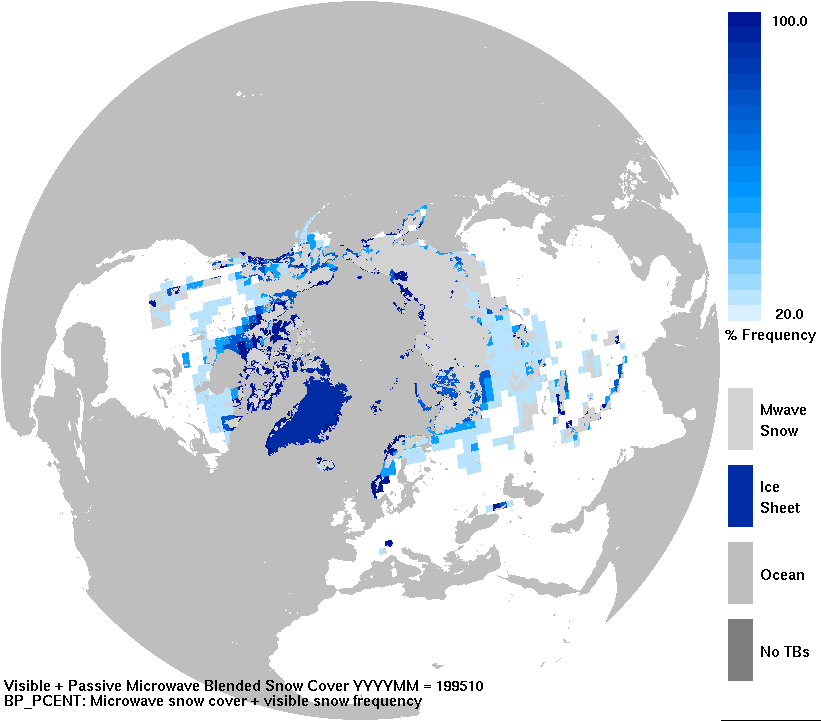 100.0
20.0
% Frequency
Mwave
Snow
Ice
Sheet
Ocean
No TBs
Visible + Passive Microwave Blended Snow Cover YYYYMM = 199510
BP_PCENT: Microwave snow cover + visible snow frequency